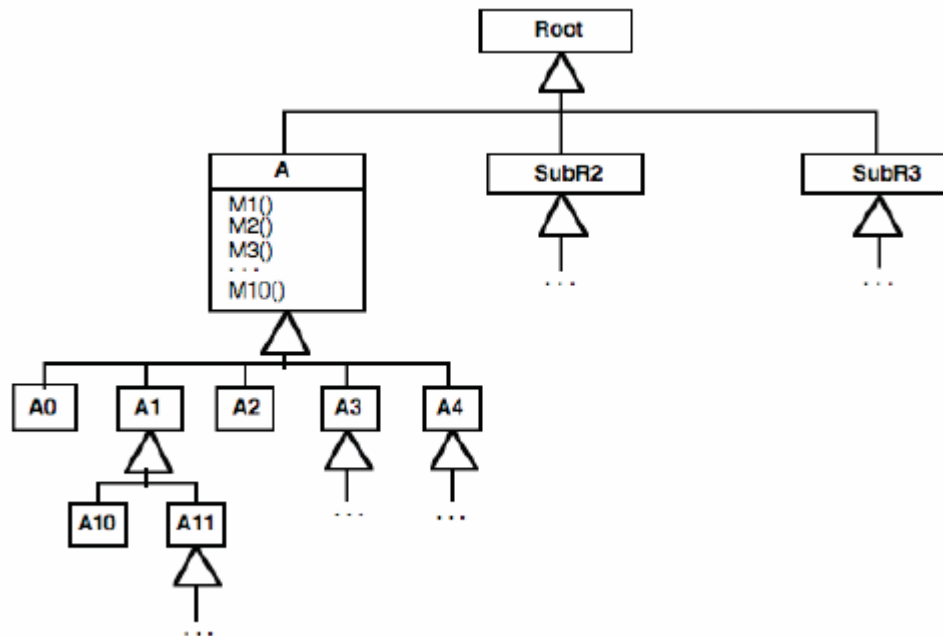 Root
A
SubR2
SubR3
M1()
M2()
M3()
. . .
M10()
. . .
. . .
A0
A1
A2
A3
A4
A10
A11
. . .
. . .
. . .